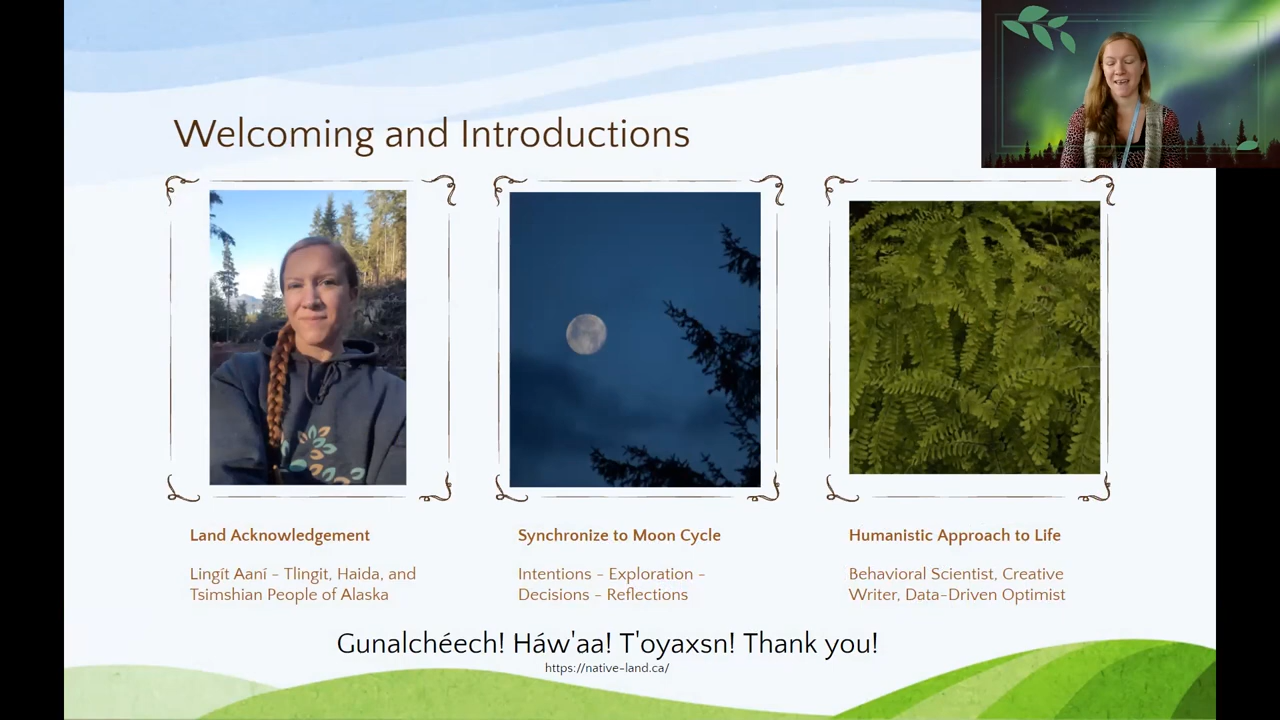 Welcoming and Introductions
Land Acknowledgement
Lingít Aaní - Tlingit, Haida, and
Tsimshian People of Alaska
Synchronize to Moon Cycle
Intentions - Exploration -
Decisions - Reflections
Humanistic Approach to Life
Behavioral Scientist, Creative
Writer, Data-Driven Optimist
Gunalchéech! Háw'aa! T'oyaxsn! Thank you!
https://native-land.ca/